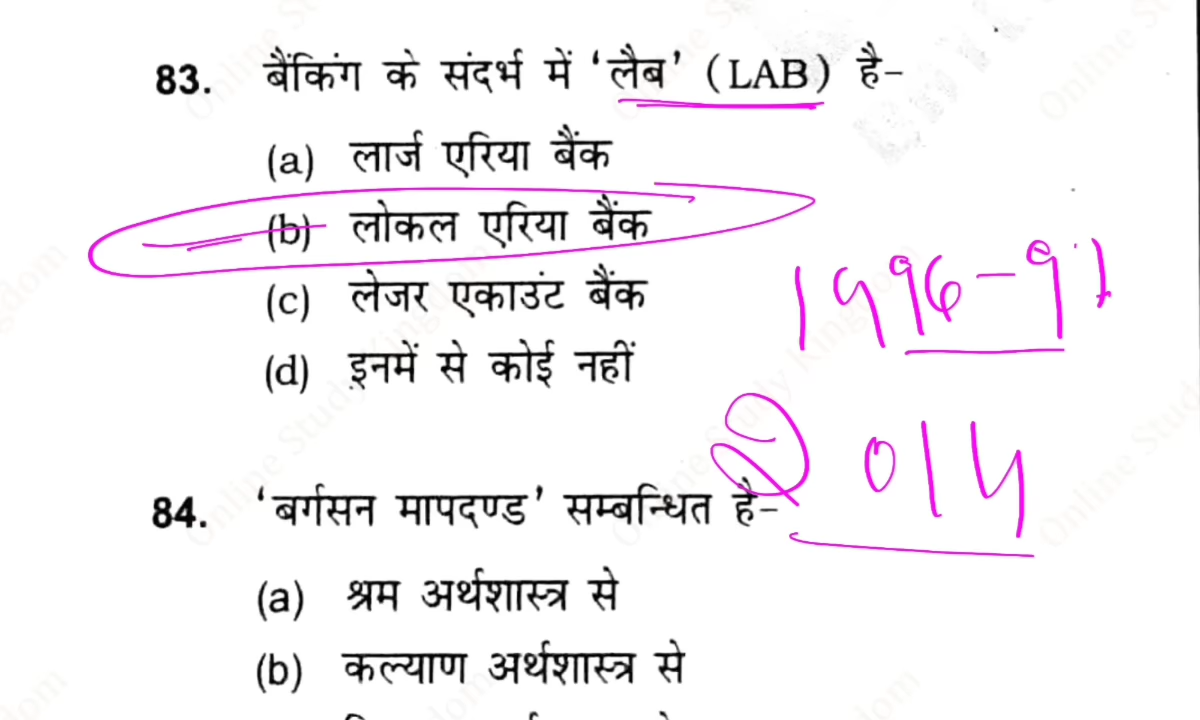 83. बैंकिंग के संदर्भ में 'लैब' (LAB) है-
(a) लार्ज एरिया बैंक
(b) लोकल एरिया बैंक
(c) लेजर एकाउंट बैंक
(d) इनमें से कोई नहीं
1996-97
2014
84. 'बर्गसन मापदण्ड' सम्बन्धित है-
(a) श्रम अर्थशास्त्र से
(b) कल्याण अर्थशास्त्र से